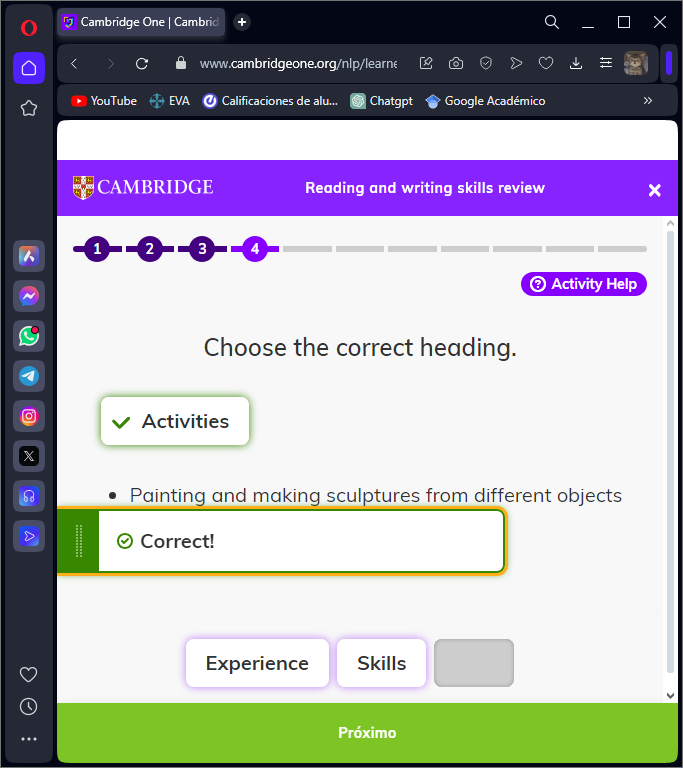 Cambridge One | Cambrid
www.cambridgeone.org/nlp/learne
YouTube EVA Calificaciones de alu... Chatgpt Google Académico
CAMBRIDGE Reading and writing skills review
1 2 3 4
Activity Help
Choose the correct heading.
Activities
Painting and making sculptures from different objects
Correct!
Experience Skills
Próximo